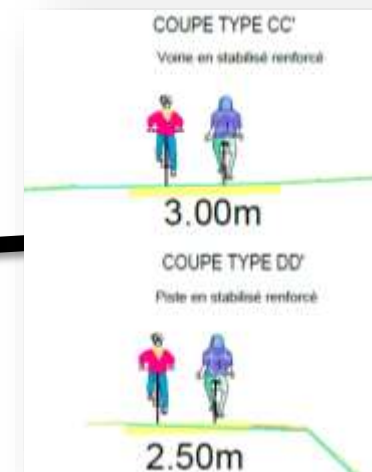 COUPE TYPE CC'
Voirie en stabilisé renforcé
3.00m
COUPE TYPE DD'
Piste en stabilisé renforcé
2.50m